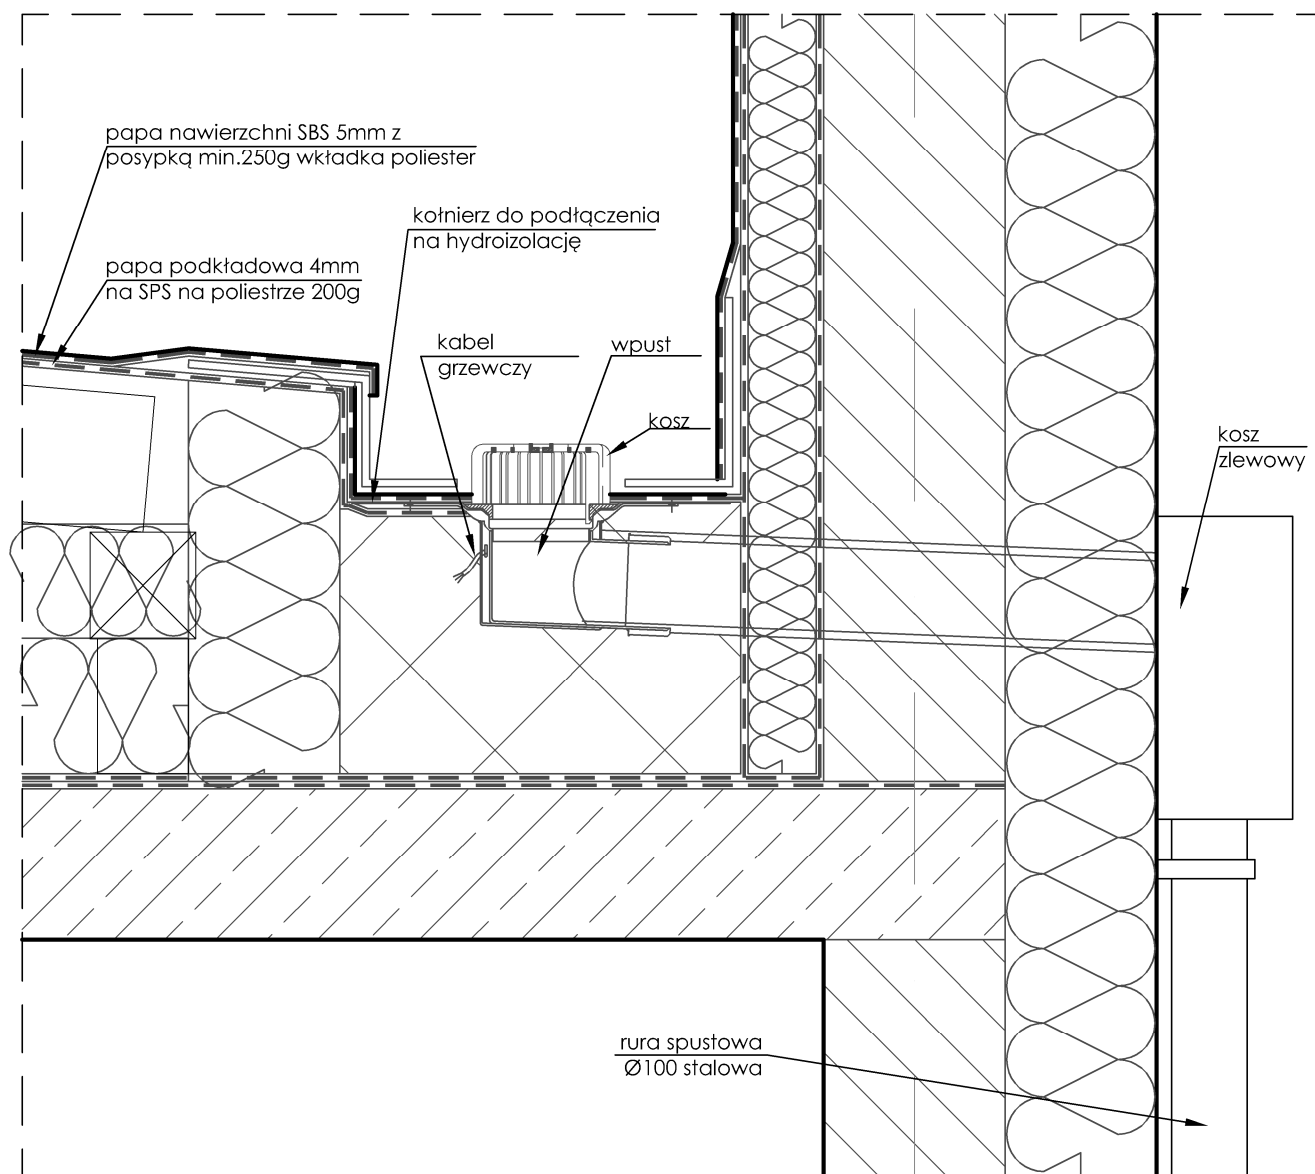 papa nawierzchni SBS 5mm z
posypką min.250g wkładka poliester
kołnierz do podłączenia
na hydroizolację
papa podkładowa 4mm
na SPS na poliestrze 200g
kabel
grzewczy
wpust
kosz
kosz
zlewowy
rura spustowa
Ø100 stalowa